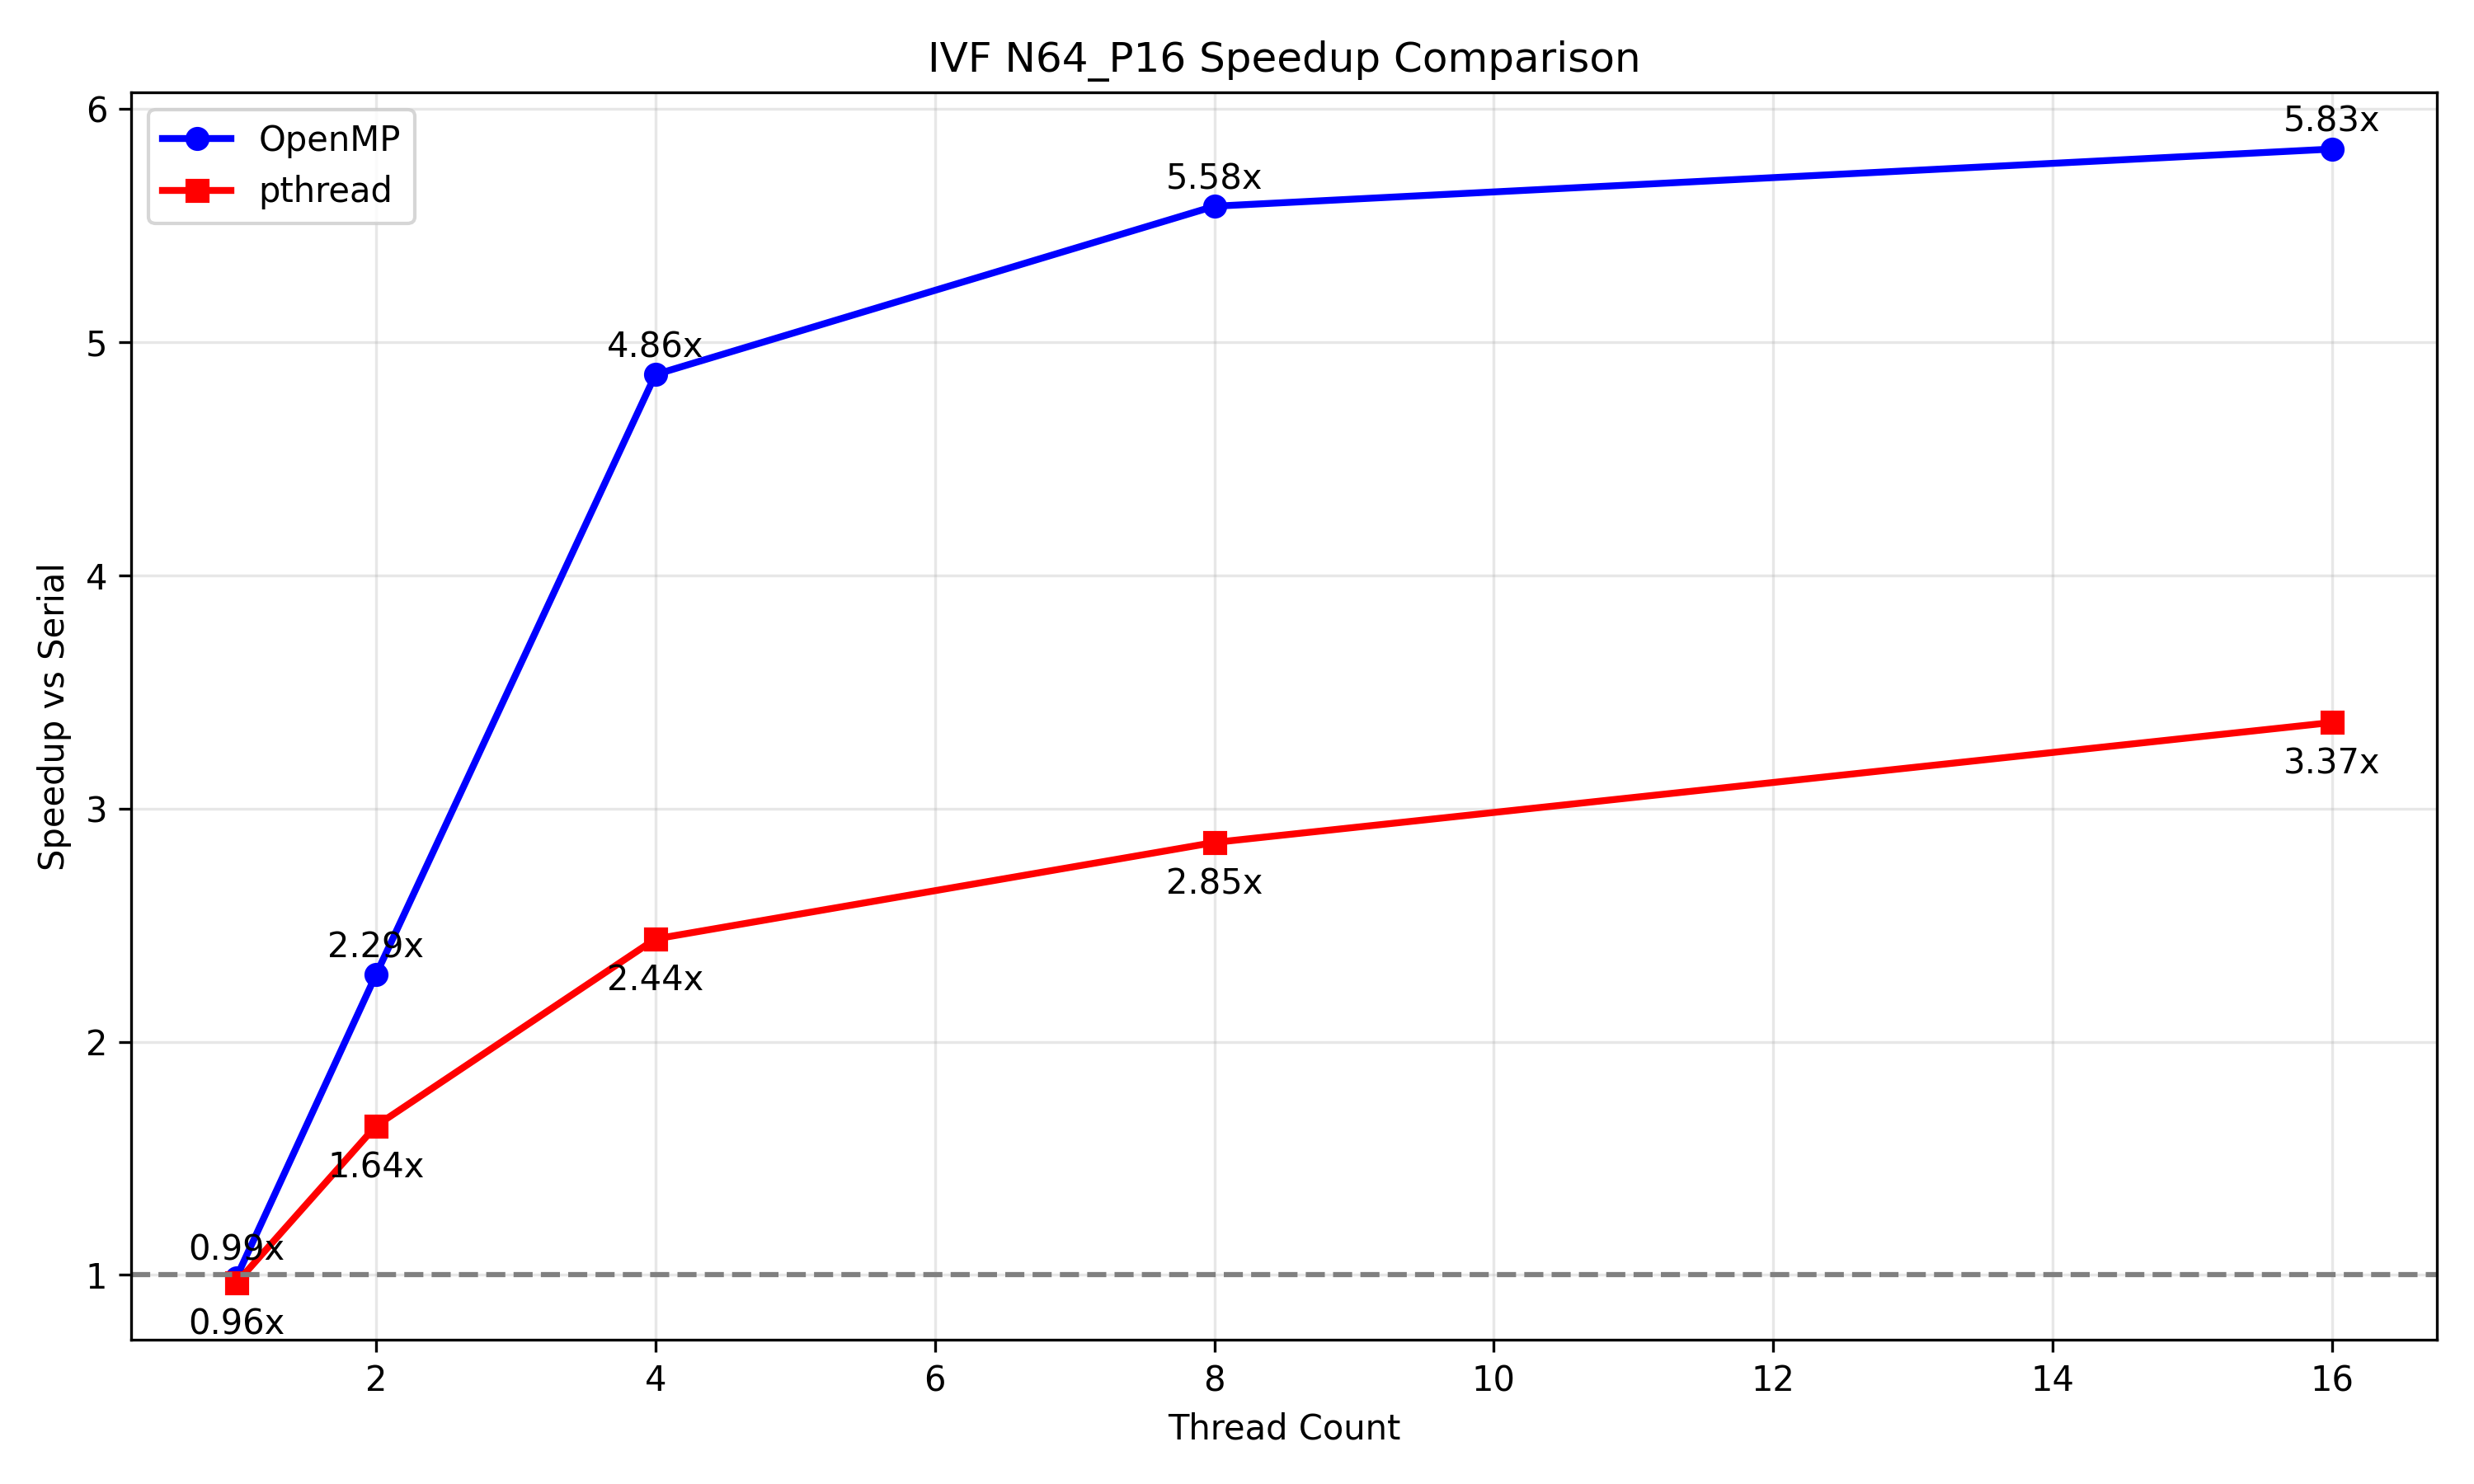 IVF N64_P16 Speedup Comparison
OpenMP
pthread
Speedup vs Serial
6
5
4
3
2
1
0.99x
2.29x
4.86x
5.58x
5.83x
0.96x
1.64x
2.44x
2.85x
3.37x
2
4
6
8
10
12
14
16
Thread Count